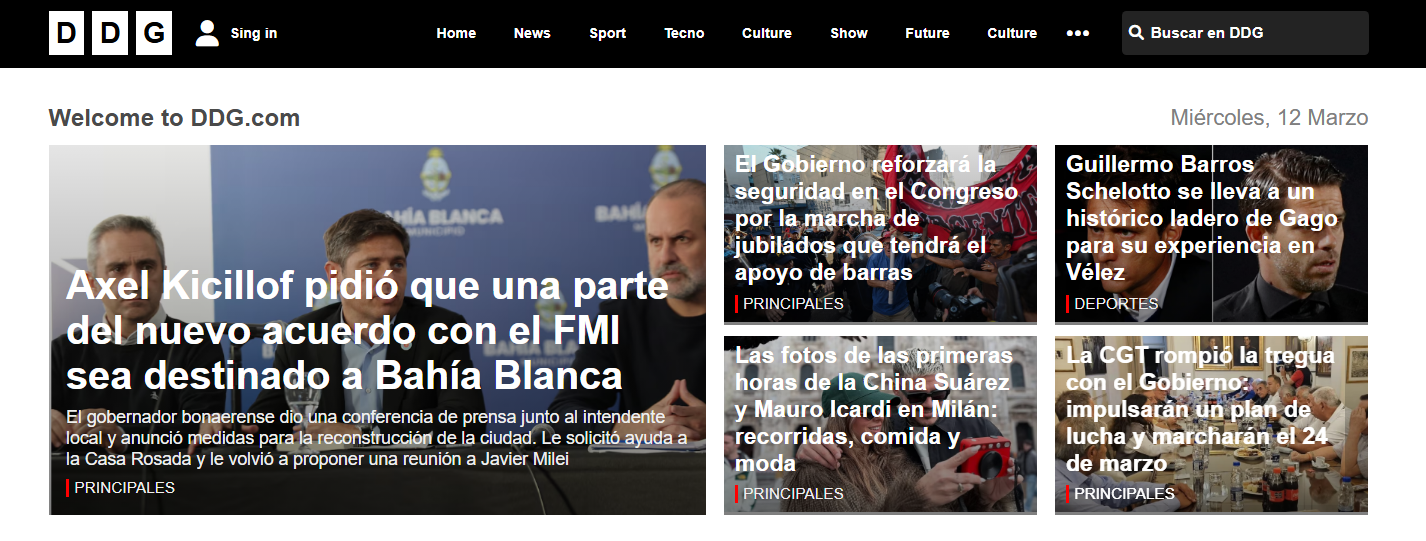 D D G
Sing in
Home News Sport Tecno Culture Show Future Culture •••
Buscar en DDG
Welcome to DDG.com
Miércoles, 12 Marzo
BAHÍA BLANCA
MUNICIPIO
Axel Kicillof pidió que una parte
del nuevo acuerdo con el FMI
sea destinado a Bahía Blanca
El gobernador bonaerense dio una conferencia de prensa junto al intendente
local y anunció medidas para la reconstrucción de la ciudad. Le solicitó ayuda a
la Casa Rosada y le volvió a proponer una reunión a Javier Milei
PRINCIPALES
El Gobierno reforzará la
seguridad en el Congreso
por la marcha de
jubilados que tendrá el
apoyo de barras
PRINCIPALES
Guillermo Barros
Schelotto se lleva a un
histórico ladero de Gago
para su experiencia en
Vélez
DEPORTES
Las fotos de las primeras
horas de la China Suárez
y Mauro Icardi en Milán:
recorridas, comida y
moda
PRINCIPALES
La CGT rompió la tregua
con el Gobierno:
impulsarán un plan de
lucha y marcharán el 24
de marzo
PRINCIPALES